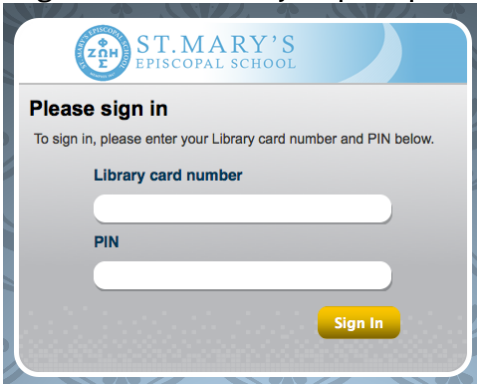 Φ
ΖΩΗ
Σ
ST.MARY'S
EPISCOPAL SCHOOL
Please sign in
To sign in, please enter your Library card number and PIN below.
Library card number
PIN
Sign In